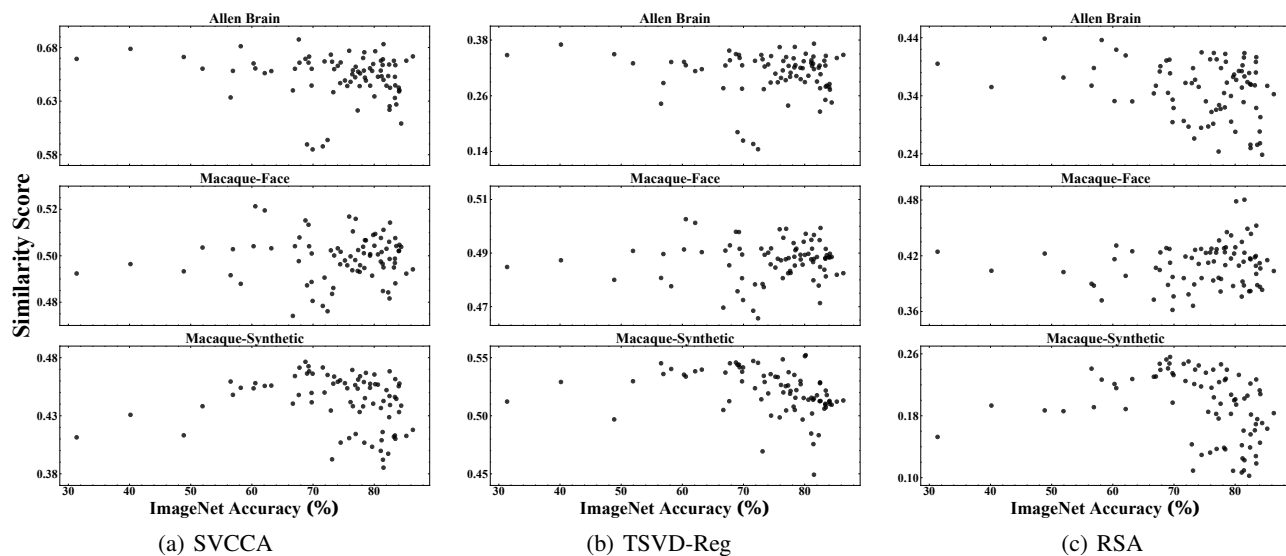 Allen Brain
Allen Brain
Allen Brain
0.68
0.63
0.58
0.38
0.26
0.14
0.44
0.34
0.24
Similarity Score
Macaque-Face
Macaque-Face
Macaque-Face
0.52
0.50
0.48
0.51
0.49
0.47
0.48
0.42
0.36
Macaque-Synthetic
Macaque-Synthetic
Macaque-Synthetic
0.48
0.43
0.38
0.55
0.50
0.45
0.26
0.18
0.10
30 40 50 60 70 80
30 40 50 60 70 80
30 40 50 60 70 80
ImageNet Accuracy (%)
ImageNet Accuracy (%)
ImageNet Accuracy (%)
(a) SVCCA
(b) TSVD-Reg
(c) RSA